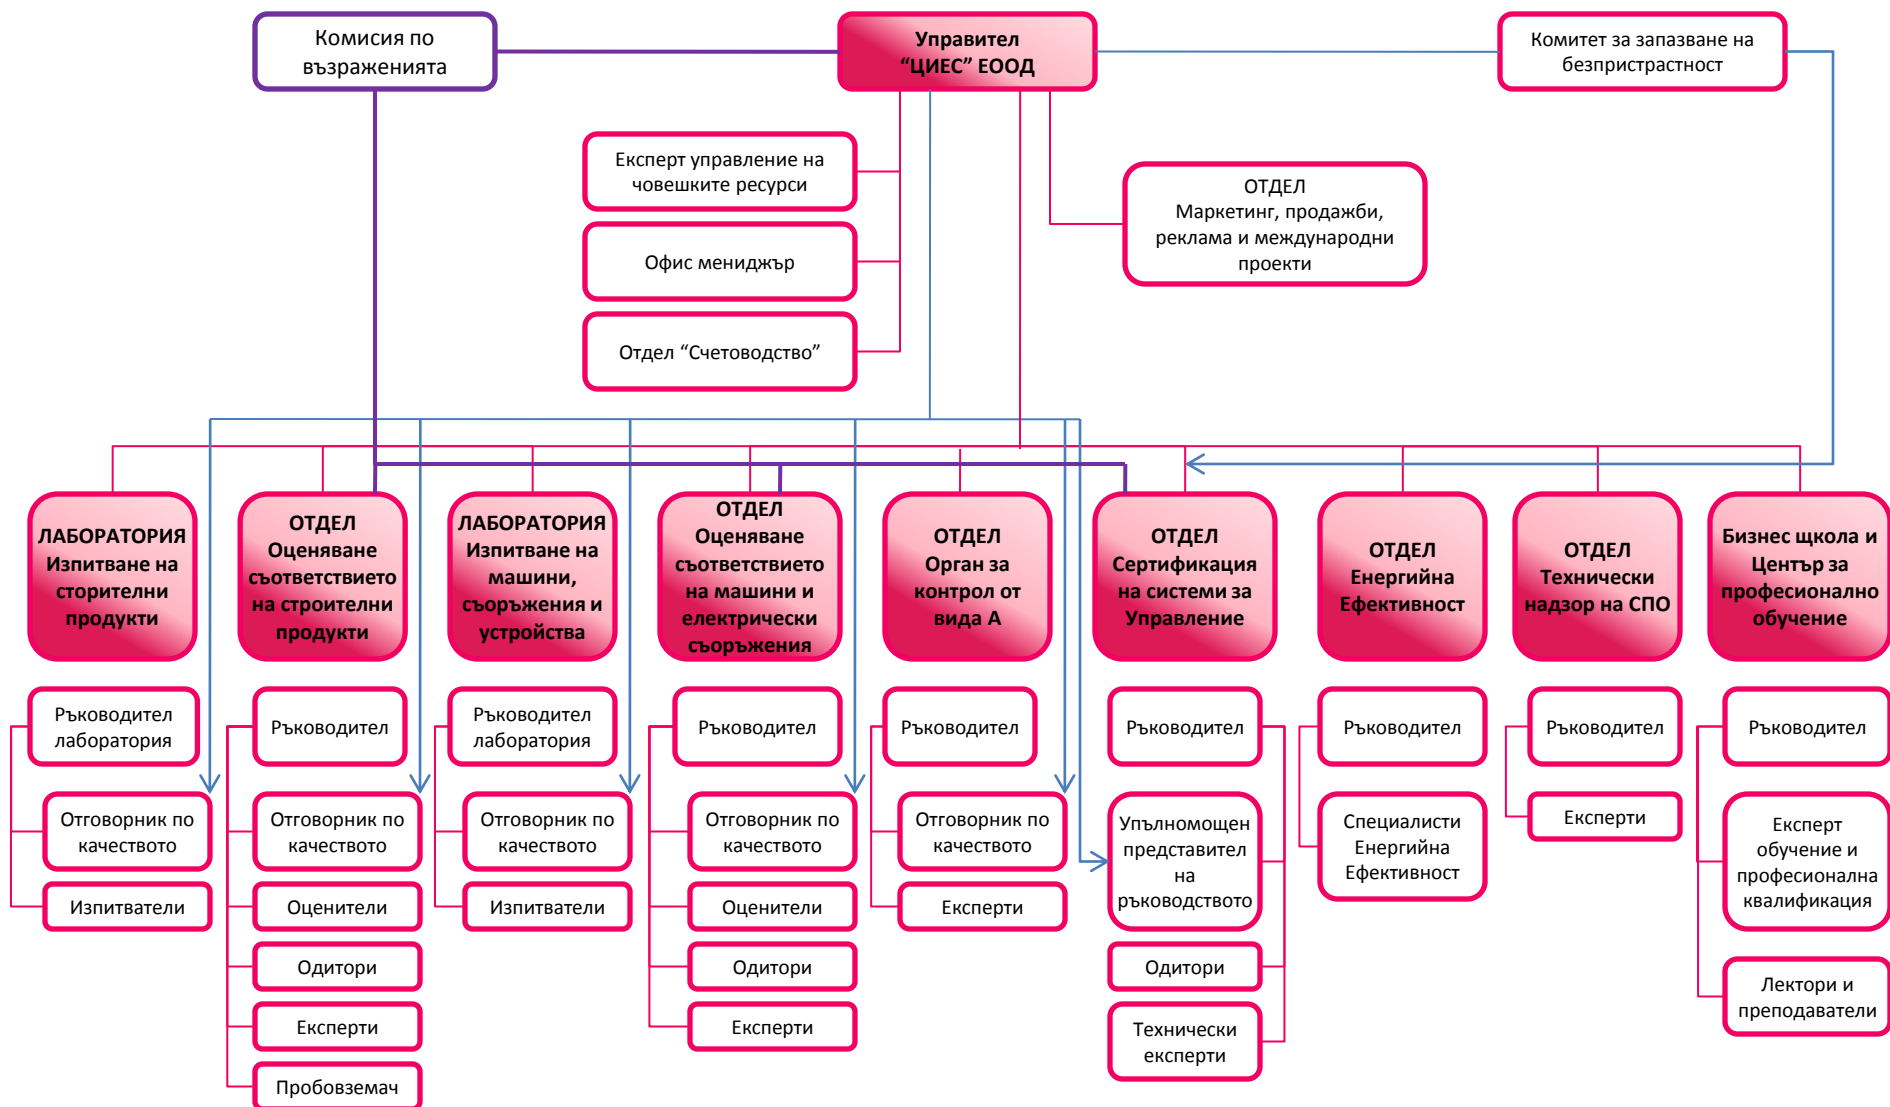 Комисия по
възраженията
Управител
“ЦИЕС” ЕООД
Комитет за запазване на
безпристрастност
Експерт управление на
човешките ресурси
Офис мениджър
Отдел “Счетоводство”
ОТДЕЛ
Маркетинг, продажби,
реклама и международни
проекти
ЛАБОРАТОРИЯ
Изпитване на
сторителни
продукти
ОТДЕЛ
Оценяване
съответствието
на строителни
продукти
ЛАБОРАТОРИЯ
Изпитване на
машини,
съоръжения и
устройства
ОТДЕЛ
Оценяване
съответствието
на машини и
електрически
съоръжения
ОТДЕЛ
Орган за
контрол от
вида А
ОТДЕЛ
Сертификация
на системи за
Управление
ОТДЕЛ
Енергийна
Ефективност
ОТДЕЛ
Технически
надзор на СПО
Бизнес щкола и
Център за
професионално
обучение
Ръководител
лаборатория
Отговорник по
качеството
Изпитватели
Ръководител
Отговорник по
качеството
Оценители
Одитори
Експерти
Пробовземач
Ръководител
лаборатория
Отговорник по
качеството
Изпитватели
Ръководител
Отговорник по
качеството
Оценители
Одитори
Експерти
Ръководител
Отговорник по
качеството
Експерти
Ръководител
Упълномощен
представител
на
ръководството
Одитори
Технически
експерти
Ръководител
Специалисти
Енергийна
Ефективност
Ръководител
Експерти
Ръководител
Експерт
обучение и
професионална
квалификация
Лектори и
преподаватели